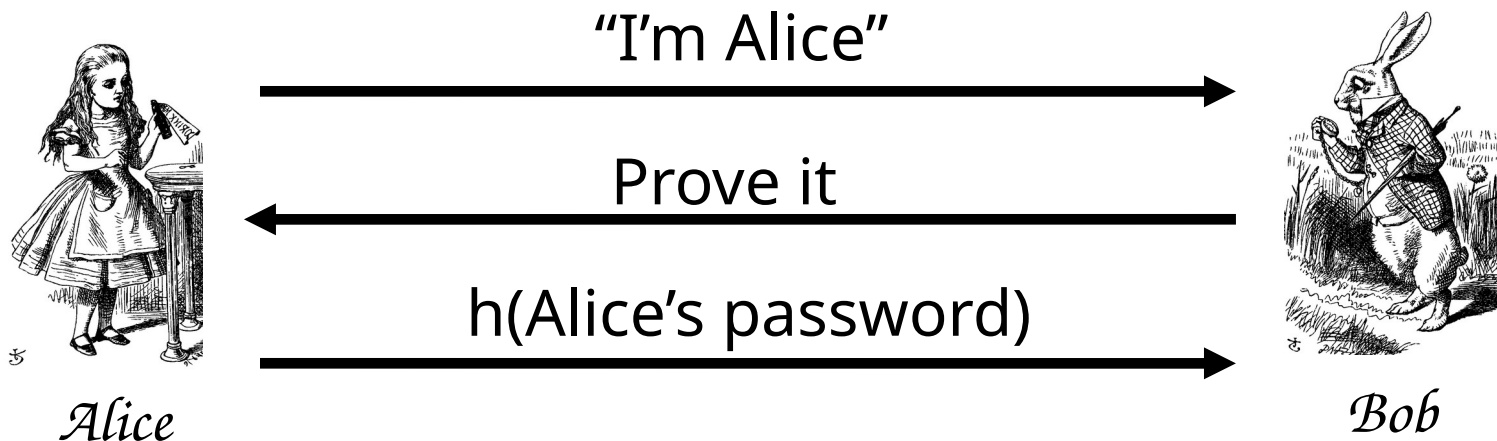 “I’m Alice”
Prove it
h(Alice’s password)
Alice
Bob